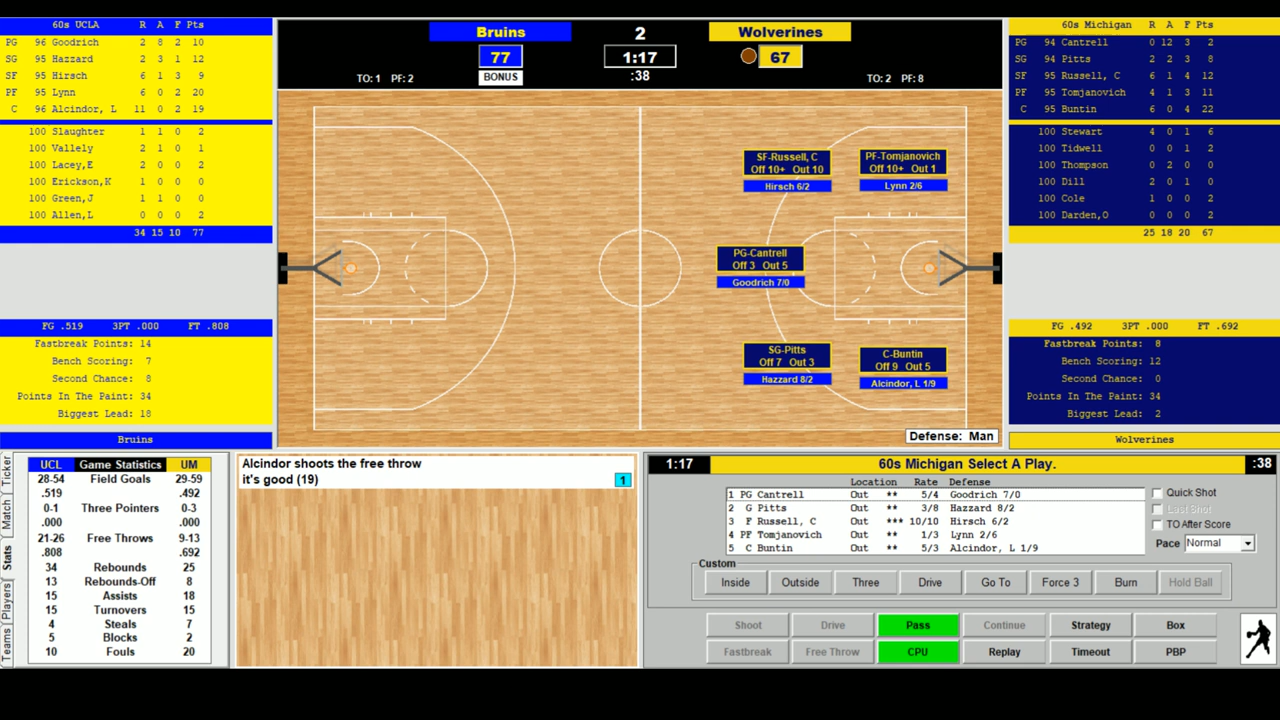 60s UCLA R A F Pts
PG 96 Goodrich 2 8 2 10
SG 95 Hazzard 2 3 1 12
SF 95 Hirsch 6 1 3 9
PF 95 Lynn 6 0 2 20
C 96 Alcindor, L 11 0 2 19
100 Slaughter 1 1 0 2
100 Vallely 2 1 0 1
100 Lacey,E 2 0 0 2
100 Erickson,K 1 0 0 0
100 Green,J 1 1 0 0
100 Allen,L 0 0 0 2
34 15 10 77
FG .519 3PT .000 FT .808
Fastbreak Points: 14
Bench Scoring: 7
Second Chance: 8
Points In The Paint: 34
Biggest Lead: 18
Bruins
Bruins 2 Wolverines
77 1:17 67
BONUS :38
TO: 1 PF: 2 TO: 2 PF: 8
SF-Russell, C
Off 10+ Out 10
Hirsch 6/2
PF-Tomjanovich
Off 10+ Out 1
Lynn 2/6
PG-Cantrell
Off 3 Out 5
Goodrich 7/0
SG-Pitts
Off 7 Out 3
Hazzard 8/2
C-Buntin
Off 9 Out 5
Alcindor, L 1/9
Defense: Man
60s Michigan R A F Pts
PG 94 Cantrell 0 12 3 2
SG 94 Pitts 2 2 3 8
SF 95 Russell, C 6 1 4 12
PF 95 Tomjanovich 4 1 3 11
C 95 Buntin 6 0 4 22
100 Stewart 4 0 1 6
100 Tidwell 0 0 1 2
100 Thompson 0 2 0 0
100 Dill 2 0 1 0
100 Cole 1 0 0 2
100 Darden,O 0 0 0 2
25 18 20 67
FG .492 3PT .000 FT .692
Fastbreak Points: 8
Bench Scoring: 12
Second Chance: 0
Points In The Paint: 34
Biggest Lead: 2
Wolverines
Ticker
Match
Stats
Players
Teams
UCL Game Statistics UM
28-54 Field Goals 29-59
.519 .492
0-1 Three Pointers 0-3
.000 .000
21-26 Free Throws 9-13
.808 .692
34 Rebounds 25
13 Rebounds-Off 8
15 Assists 18
15 Turnovers 15
4 Steals 7
5 Blocks 2
10 Fouls 20
Alcindor shoots the free throw
it's good (19) 1
1:17 60s Michigan Select A Play. :38
Location Rate Defense
1 PG Cantrell Out ** 5/4 Goodrich 7/0
2 G Pitts Out ** 3/8 Hazzard 8/2
3 F Russell, C Out *** 10/10 Hirsch 6/2
4 PF Tomjanovich Out ** 1/3 Lynn 2/6
5 C Buntin Out ** 5/3 Alcindor, L 1/9
Quick Shot
Last Shot
TO After Score
Pace Normal
Custom
Inside Outside Three Drive Go To Force 3 Burn Hold Ball
Shoot Drive Pass Continue Strategy Box
Fastbreak Free Throw CPU Replay Timeout PBP